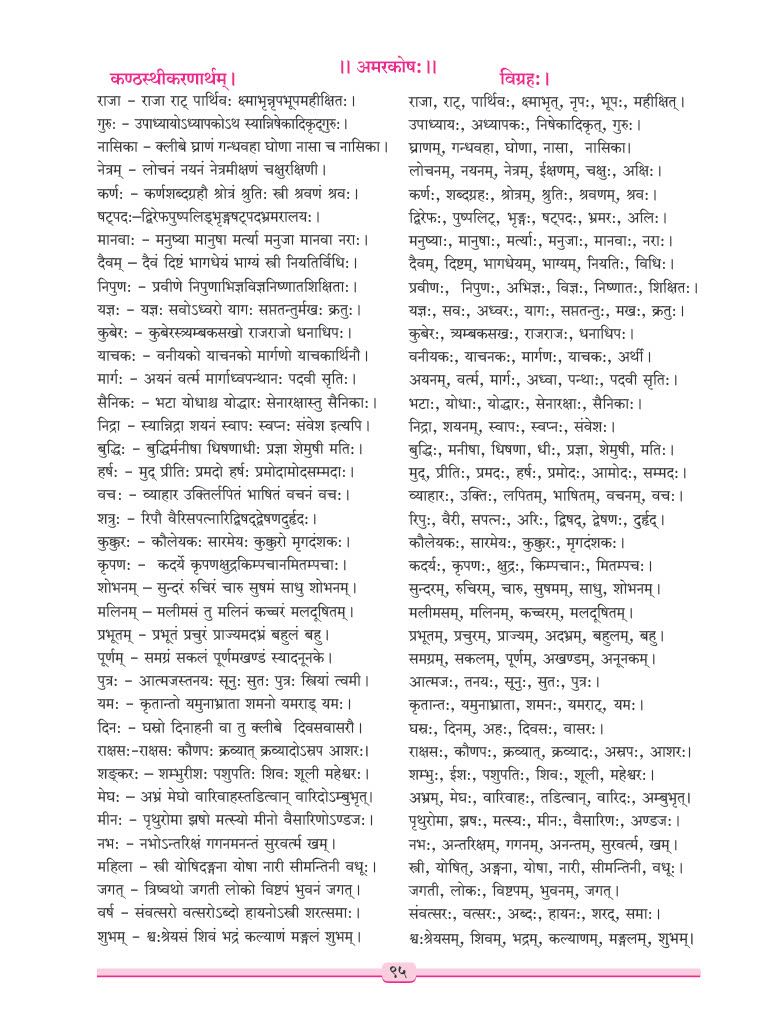 ॥ अमरकोषः॥
कण्ठस्थीकरणार्थम्। विग्रहः।
राजा – राजा राट् पार्थिवः क्ष्माभृन्नृपभूपमहीक्षितः। राजा, राट्, पार्थिवः, क्ष्माभृत्, नृपः, भूपः, महीक्षित्।
गुरुः – उपाध्यायोऽध्यापकोऽथ स्यान्निषेकादिकृद्गुरुः। उपाध्यायः, अध्यापकः, निषेकादिकृत्, गुरुः।
नासिका – क्लीबे घ्राणं गन्धवहा घोणा नासा च नासिका। घ्राणम्, गन्धवहा, घोणा, नासा, नासिका।
नेत्रम् – लोचनं नयनं नेत्रमीक्षणं चक्षुरक्षिणी। लोचनम्, नयनम्, नेत्रम्, ईक्षणम्, चक्षुः, अक्षिः।
कर्णः – कर्णशब्दग्रहौ श्रोत्रं श्रुतिः स्त्री श्रवणं श्रवः। कर्णः, शब्दग्रहः, श्रोत्रम्, श्रुतिः, श्रवणम्, श्रवः।
षट्पदः–द्विरेफपुष्पलिड्भृङ्गषट्पदभ्रमरालयः। द्विरेफः, पुष्पलिट्, भृङ्गः, षट्पदः, भ्रमरः, अलिः।
मानवाः – मनुष्या मानुषा मर्त्या मनुजा मानवा नराः। मनुष्याः, मानुषाः, मर्त्याः, मनुजाः, मानवाः, नराः।
दैवम् – दैवं दिष्टं भागधेयं भाग्यं स्त्री नियतिर्विधिः। दैवम्, दिष्टम्, भागधेयम्, भाग्यम्, नियतिः, विधिः।
निपुणः – प्रवीणे निपुणाभिज्ञविज्ञनिष्णातशिक्षिताः। प्रवीणः, निपुणः, अभिज्ञः, विज्ञः, निष्णातः, शिक्षितः।
यज्ञः – यज्ञः सवोऽध्वरो यागः सप्ततन्तुर्मखः क्रतुः। यज्ञः, सवः, अध्वरः, यागः, सप्ततन्तुः, मखः, क्रतुः।
कुबेरः – कुबेरस्त्र्यम्बकसखो राजराजो धनाधिपः। कुबेरः, त्र्यम्बकसखः, राजराजः, धनाधिपः।
याचकः – वनीयको याचनको मार्गणो याचकार्थिनौ। वनीयकः, याचनकः, मार्गणः, याचकः, अर्थी।
मार्गः – अयनं वर्त्म मार्गाध्वपन्थानः पदवी सृतिः। अयनम्, वर्त्म, मार्गः, अध्वा, पन्थाः, पदवी सृतिः।
सैनिकः – भटा योधाश्च योद्धारः सेनारक्षास्तु सैनिकाः। भटाः, योधाः, योद्धारः, सेनारक्षाः, सैनिकाः।
निद्रा – स्यान्निद्रा शयनं स्वापः स्वप्नः संवेश इत्यपि। निद्रा, शयनम्, स्वापः, स्वप्नः, संवेशः।
बुद्धिः – बुद्धिर्मनीषा धिषणाधीः प्रज्ञा शेमुषी मतिः। बुद्धिः, मनीषा, धिषणा, धीः, प्रज्ञा, शेमुषी, मतिः।
हर्षः – मुद् प्रीतिः प्रमदो हर्षः प्रमोदामोदसम्मदाः। मुद्, प्रीतिः, प्रमदः, हर्षः, प्रमोदः, आमोदः, सम्मदः।
वचः – व्याहार उक्तिर्लपितं भाषितं वचनं वचः। व्याहारः, उक्तिः, लपितम्, भाषितम्, वचनम्, वचः।
शत्रुः – रिपौ वैरिसपत्नारिद्विषद्द्वेषणदुर्हृदः। रिपुः, वैरी, सपत्नः, अरिः, द्विषद्, द्वेषणः, दुर्हृद्।
कुक्कुरः – कौलेयकः सारमेयः कुक्कुरो मृगदंशकः। कौलेयकः, सारमेयः, कुक्कुरः, मृगदंशकः।
कृपणः – कदर्ये कृपणक्षुद्रकिम्पचानमितम्पचाः। कदर्यः, कृपणः, क्षुद्रः, किम्पचानः, मितम्पचः।
शोभनम् – सुन्दरं रुचिरं चारु सुषमं साधु शोभनम्। सुन्दरम्, रुचिरम्, चारु, सुषमम्, साधु, शोभनम्।
मलिनम् – मलीमसं तु मलिनं कच्चरं मलदूषितम्। मलीमसम्, मलिनम्, कच्चरम्, मलदूषितम्।
प्रभूतम् – प्रभूतं प्रचुरं प्राज्यमदभ्रं बहुलं बहु। प्रभूतम्, प्रचुरम्, प्राज्यम्, अदभ्रम्, बहुलम्, बहु।
पूर्णम् – समग्रं सकलं पूर्णमखण्डं स्यादनूनके। समग्रम्, सकलम्, पूर्णम्, अखण्डम्, अनूनकम्।
पुत्रः – आत्मजस्तनयः सूनुः सुतः पुत्रः स्त्रियां त्वमी। आत्मजः, तनयः, सूनुः, सुतः, पुत्रः।
यमः – कृतान्तो यमुनाभ्राता शमनो यमराड् यमः। कृतान्तः, यमुनाभ्राता, शमनः, यमराट्, यमः।
दिनः – घस्रो दिनाहनी वा तु क्लीबे दिवसवासरौ। घस्रः, दिनम्, अहः, दिवसः, वासरः।
राक्षसः–राक्षसः कौणपः क्रव्यात् क्रव्यादोऽस्रप आशरः। राक्षसः, कौणपः, क्रव्यात्, क्रव्यादः, अस्रपः, आशरः।
शङ्करः – शम्भुरीशः पशुपतिः शिवः शूली महेश्वरः। शम्भुः, ईशः, पशुपतिः, शिवः, शूली, महेश्वरः।
मेघः – अभ्रं मेघो वारिवाहस्तडित्वान् वारिदोऽम्बुभृत्। अभ्रम्, मेघः, वारिवाहः, तडित्वान्, वारिदः, अम्बुभृत्।
मीनः – पृथुरोमा झषो मत्स्यो मीनो वैसारिणोऽण्डजः। पृथुरोमा, झषः, मत्स्यः, मीनः, वैसारिणः, अण्डजः।
नभः – नभोऽन्तरिक्षं गगनमनन्तं सुरवर्त्म खम्। नभः, अन्तरिक्षम्, गगनम्, अनन्तम्, सुरवर्त्म, खम्।
महिला – स्त्री योषिदङ्गना योषा नारी सीमन्तिनी वधूः। स्त्री, योषित्, अङ्गना, योषा, नारी, सीमन्तिनी, वधूः।
जगत् – त्रिष्वथो जगती लोको विष्टपं भुवनं जगत्। जगती, लोकः, विष्टपम्, भुवनम्, जगत्।
वर्ष – संवत्सरो वत्सरोऽब्दो हायनोऽस्त्री शरत्समाः। संवत्सरः, वत्सरः, अब्दः, हायनः, शरद्, समाः।
शुभम् – श्वःश्रेयसं शिवं भद्रं कल्याणं मङ्गलं शुभम्। श्वःश्रेयसम्, शिवम्, भद्रम्, कल्याणम्, मङ्गलम्, शुभम्।
९५